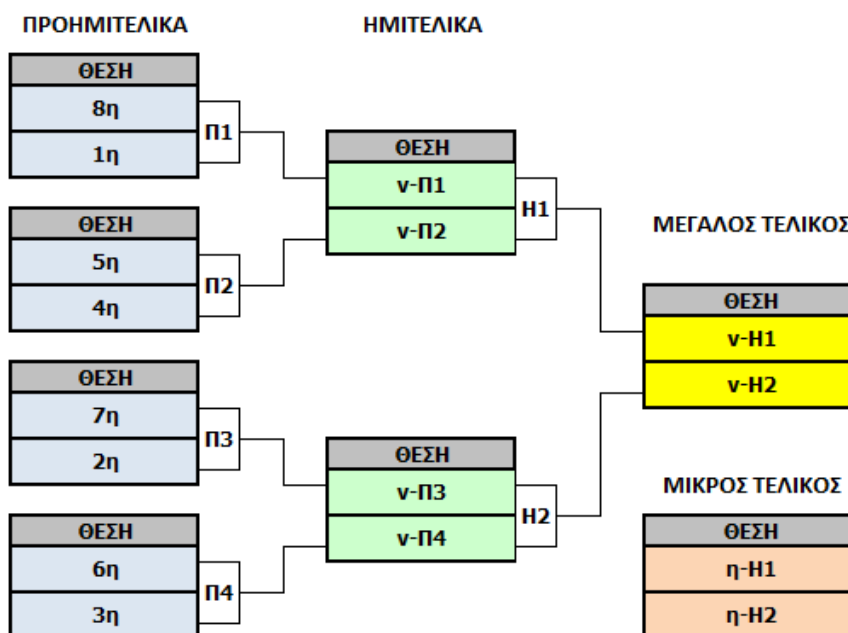 ΠΡΟΗΜΙΤΕΛΙΚΑ
ΘΕΣΗ
8η
1η
Π1
ΘΕΣΗ
5η
4η
Π2
ΘΕΣΗ
7η
2η
Π3
ΘΕΣΗ
6η
3η
Π4
ΗΜΙΤΕΛΙΚΑ
ΘΕΣΗ
ν-Π1
ν-Π2
Η1
ΘΕΣΗ
ν-Π3
ν-Π4
Η2
ΜΕΓΑΛΟΣ ΤΕΛΙΚΟΣ
ΘΕΣΗ
ν-Η1
ν-Η2
ΜΙΚΡΟΣ ΤΕΛΙΚΟΣ
ΘΕΣΗ
η-Η1
η-Η2